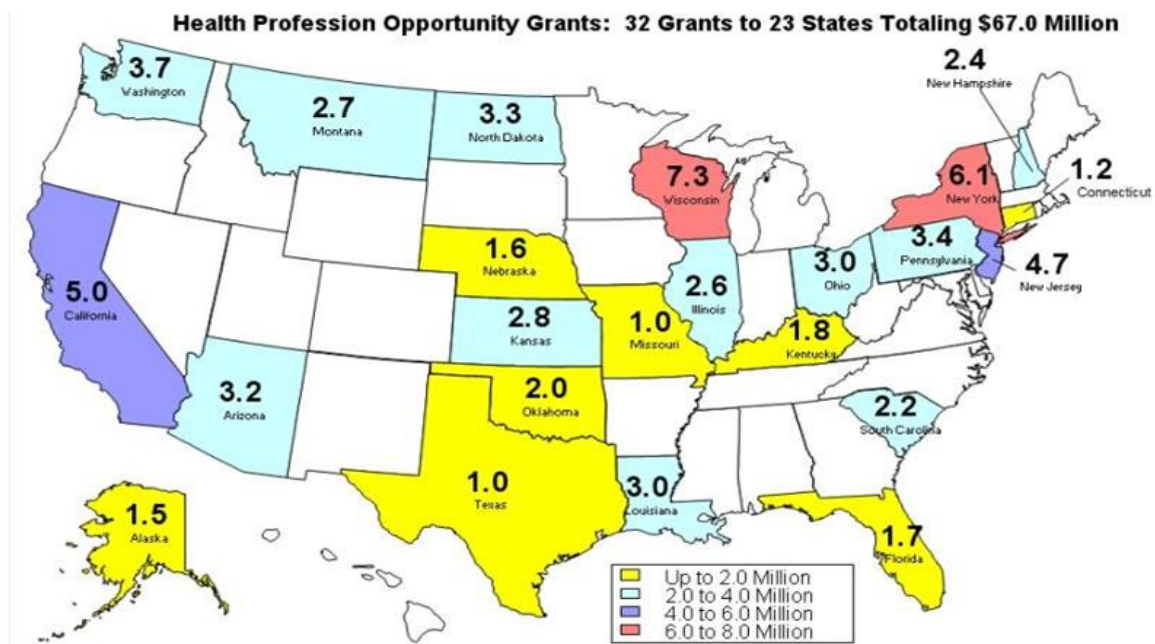 Health Profession Opportunity Grants: 32 Grants to 23 States Totaling $67.0 Million
3.7
Washington
2.7
Montana
3.3
North Dakota
2.4
New Hampshire
7.3
Wisconsin
6.1
New York
1.2
Connecticut
1.6
Nebraska
3.4
Pennsylvania
4.7
New Jersey
5.0
California
2.6
Illinois
3.0
Ohio
2.8
Kansas
1.0
Missouri
1.8
Kentucky
3.2
Arizona
2.0
Oklahoma
2.2
South Carolina
1.0
Texas
3.0
Louisiana
1.5
Alaska
1.7
Florida
Up to 2.0 Million
2.0 to 4.0 Million
4.0 to 6.0 Million
6.0 to 8.0 Million